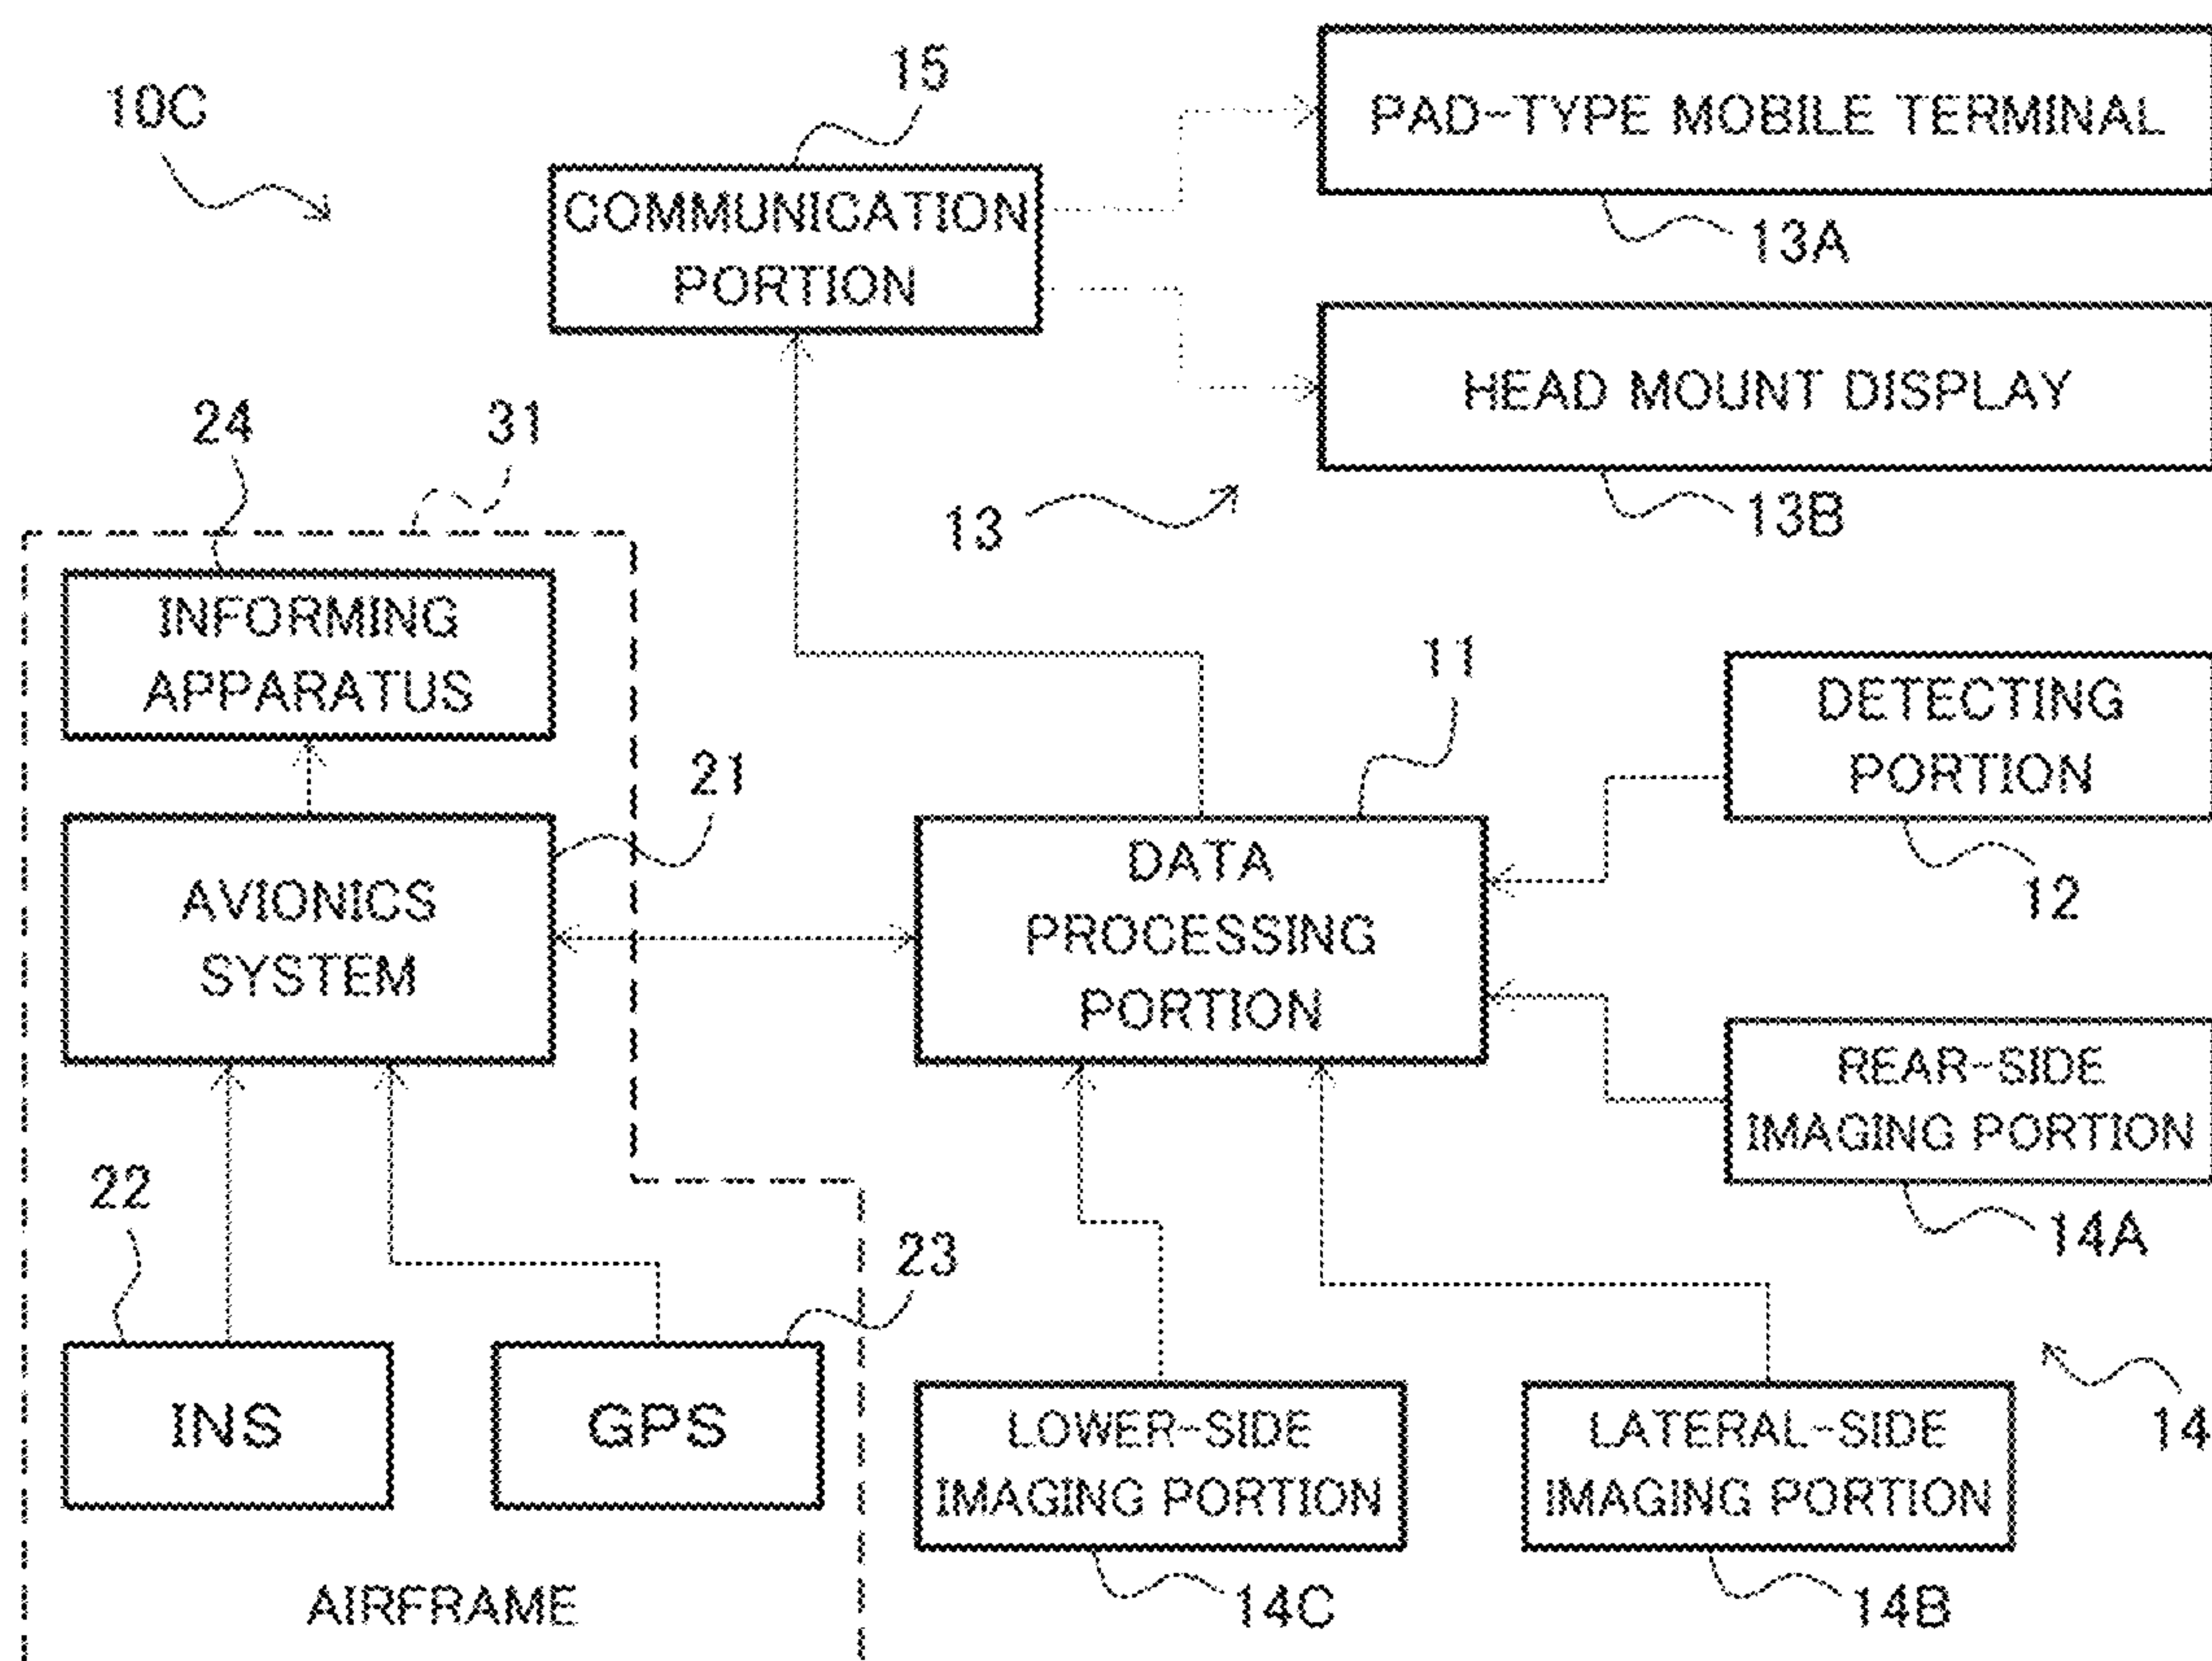 10C
15
COMMUNICATION
PORTION
PAD-TYPE MOBILE TERMINAL
13A
HEAD MOUNT DISPLAY
13B
13
24
31
INFORMING
APPARATUS
21
AVIONICS
SYSTEM
11
DATA
PROCESSING
PORTION
DETECTING
PORTION
12
REAR-SIDE
IMAGING PORTION
14A
22
INS
23
GPS
LOWER-SIDE
IMAGING PORTION
14C
LATERAL-SIDE
IMAGING PORTION
14B
14
AIRFRAME